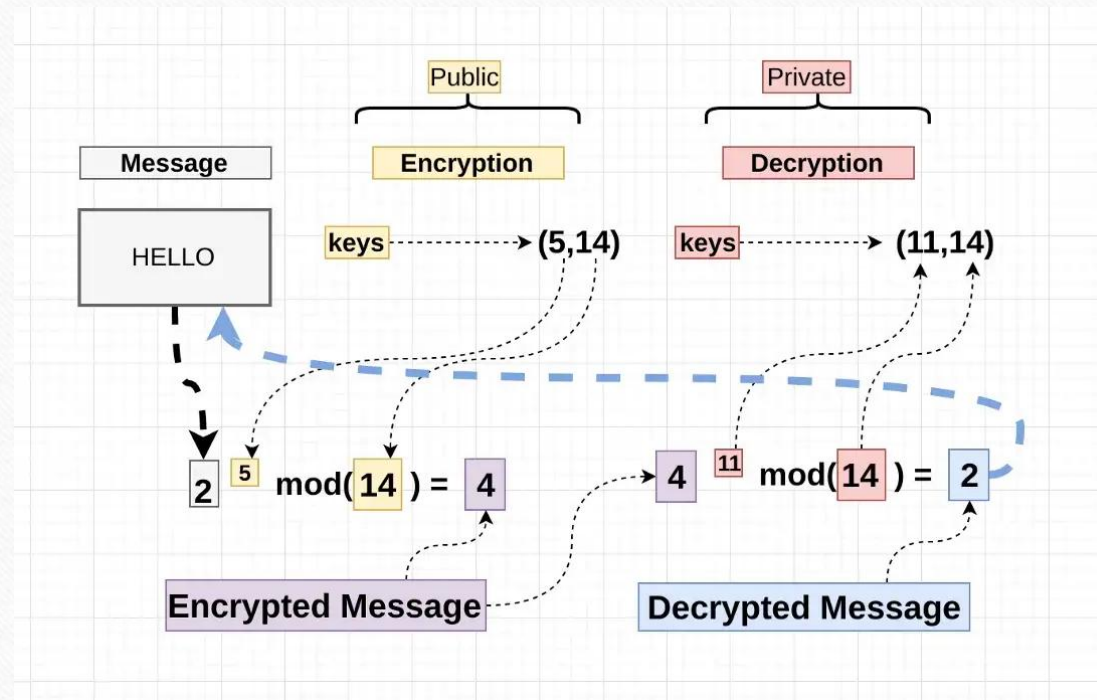 Public
Private
Message
Encryption
Decryption
HELLO
keys
(5,14)
keys
(11,14)
2 5 mod( 14 ) = 4
4 11 mod( 14 ) = 2
Encrypted Message
Decrypted Message